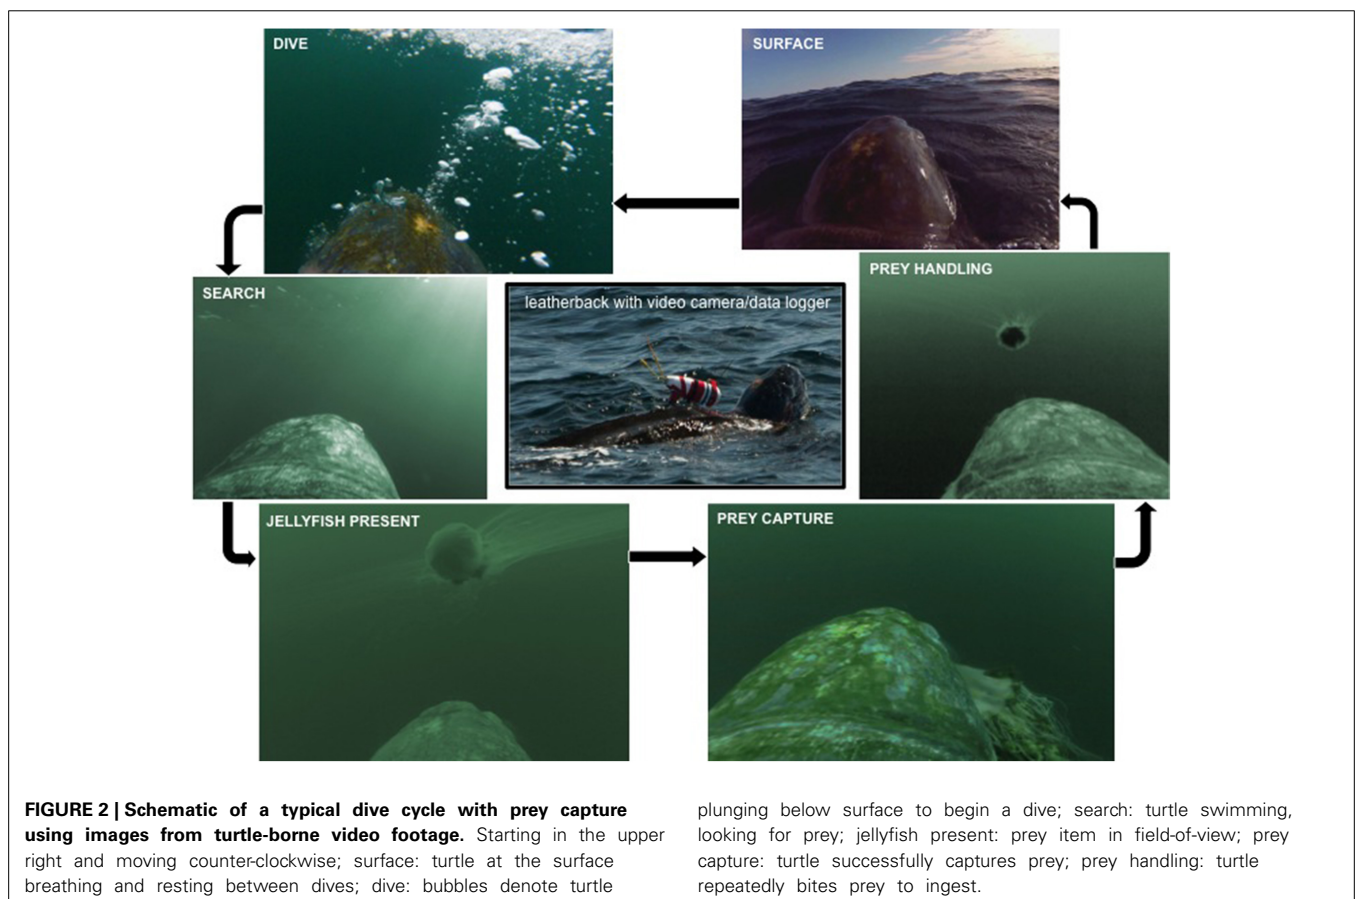 DIVE
SURFACE
PREY HANDLING
SEARCH
leatherback with video camera/data logger
JELLYFISH PRESENT
PREY CAPTURE
FIGURE 2 | Schematic of a typical dive cycle with prey capture
using images from turtle-borne video footage. Starting in the upper
right and moving counter-clockwise; surface: turtle at the surface
breathing and resting between dives; dive: bubbles denote turtle
plunging below surface to begin a dive; search: turtle swimming,
looking for prey; jellyfish present: prey item in field-of-view; prey
capture: turtle successfully captures prey; prey handling: turtle
repeatedly bites prey to ingest.